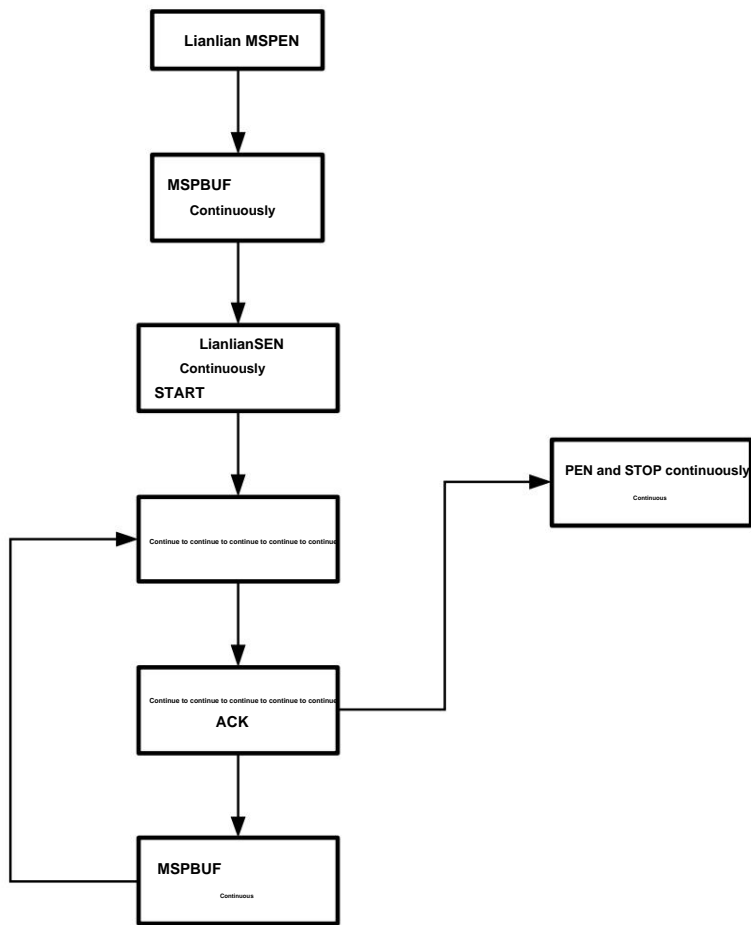 Lianlian MSPEN
MSPBUF
Continuously
LianlianSEN
Continuously
START
PEN and STOP continuously
Continuous
Continue to continue to continue to continue to continue
Continue to continue to continue to continue to continue
ACK
MSPBUF
Continuous